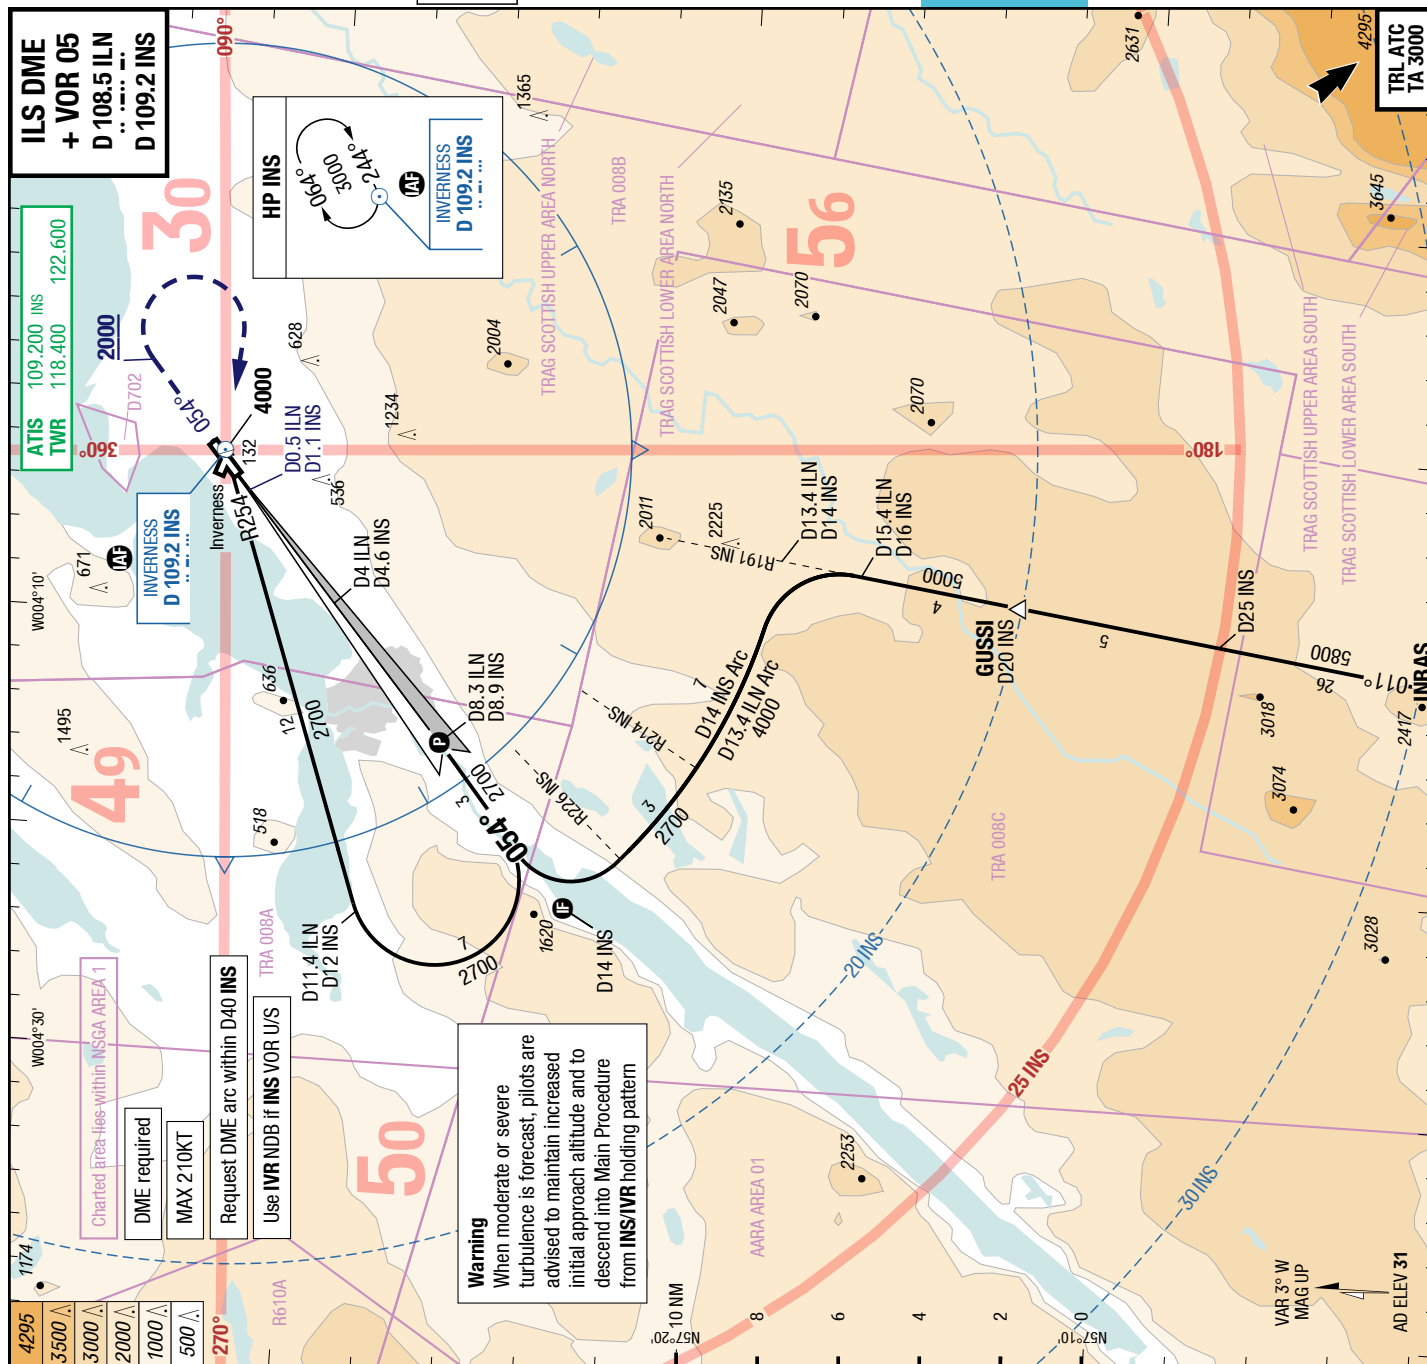 ILS DME
+ VOR 05
D 108.5 ILN
D 109.2 INS
ATIS 109.200 INS 122.600
TWR 118.400
Charted area lies within NSGA AREA 1
DME required
MAX 210KT
Request DME arc within D40 INS
Use IVR NDB if INS VOR U/S
Warning
When moderate or severe
turbulence is forecast, pilots are
advised to maintain increased
initial approach altitude and to
descend into Main Procedure
from INS/IVR holding pattern
HP INS
064°
3000
244°
IAF
INVERNESS
D 109.2 INS
TRL ATC
TA 3000
4295
3500
3000
2000
1000
500
270°
360°
090°
180°
30
49
50
56
W004°30'
W004°10'
1174
1495
671
IAF
INVERNESS
D 109.2 INS
D702
2000
054°
4000
Inverness
132
R254
D0.5 ILN
D1.1 INS
628
536
1234
1365
2004
636
12
2700
518
D11.4 ILN
D12 INS
7
2700
D4 ILN
D4.6 INS
P
D8.3 ILN
D8.9 INS
3
2700
054°
1620
IF
D14 INS
R226 INS
R214 INS
R191 INS
3
2700
7
D14 INS Arc
D13.4 ILN Arc
4000
D13.4 ILN
D14 INS
D15.4 ILN
D16 INS
5000
4
GUSSI
D20 INS
5
D25 INS
5800
26
011°
INBAS
2011
2225
2047
2135
2070
2070
2631
3645
4295
3018
3074
2417
3028
2253
TRA 008A
TRA 008B
TRA 008C
R610A
AARA AREA 01
TRAG SCOTTISH UPPER AREA NORTH
TRAG SCOTTISH LOWER AREA NORTH
TRAG SCOTTISH UPPER AREA SOUTH
TRAG SCOTTISH LOWER AREA SOUTH
20 INS
25 INS
30 INS
10 NM
8
6
4
2
0
N57°20'
N57°10'
VAR 3° W
MAG UP
AD ELEV 31